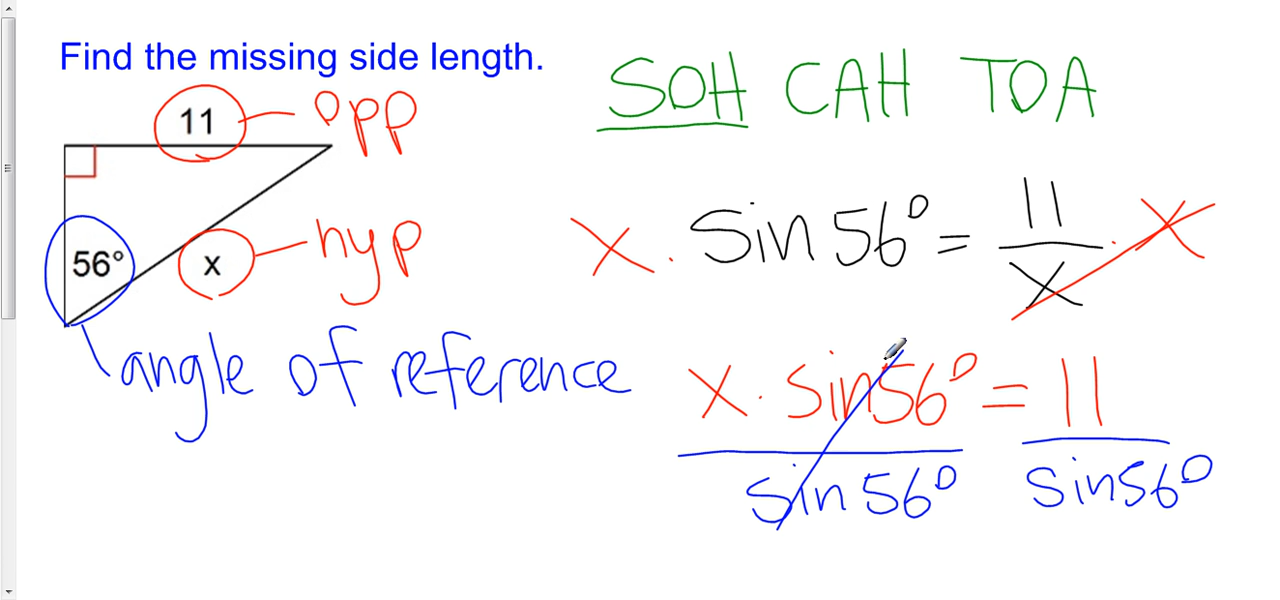 Find the missing side length.
SOH CAH TOA
11
opp
56°
x
hyp
angle of reference
x · sin 56° = 11/x · x
x · sin 56° = 11
sin 56° sin 56°